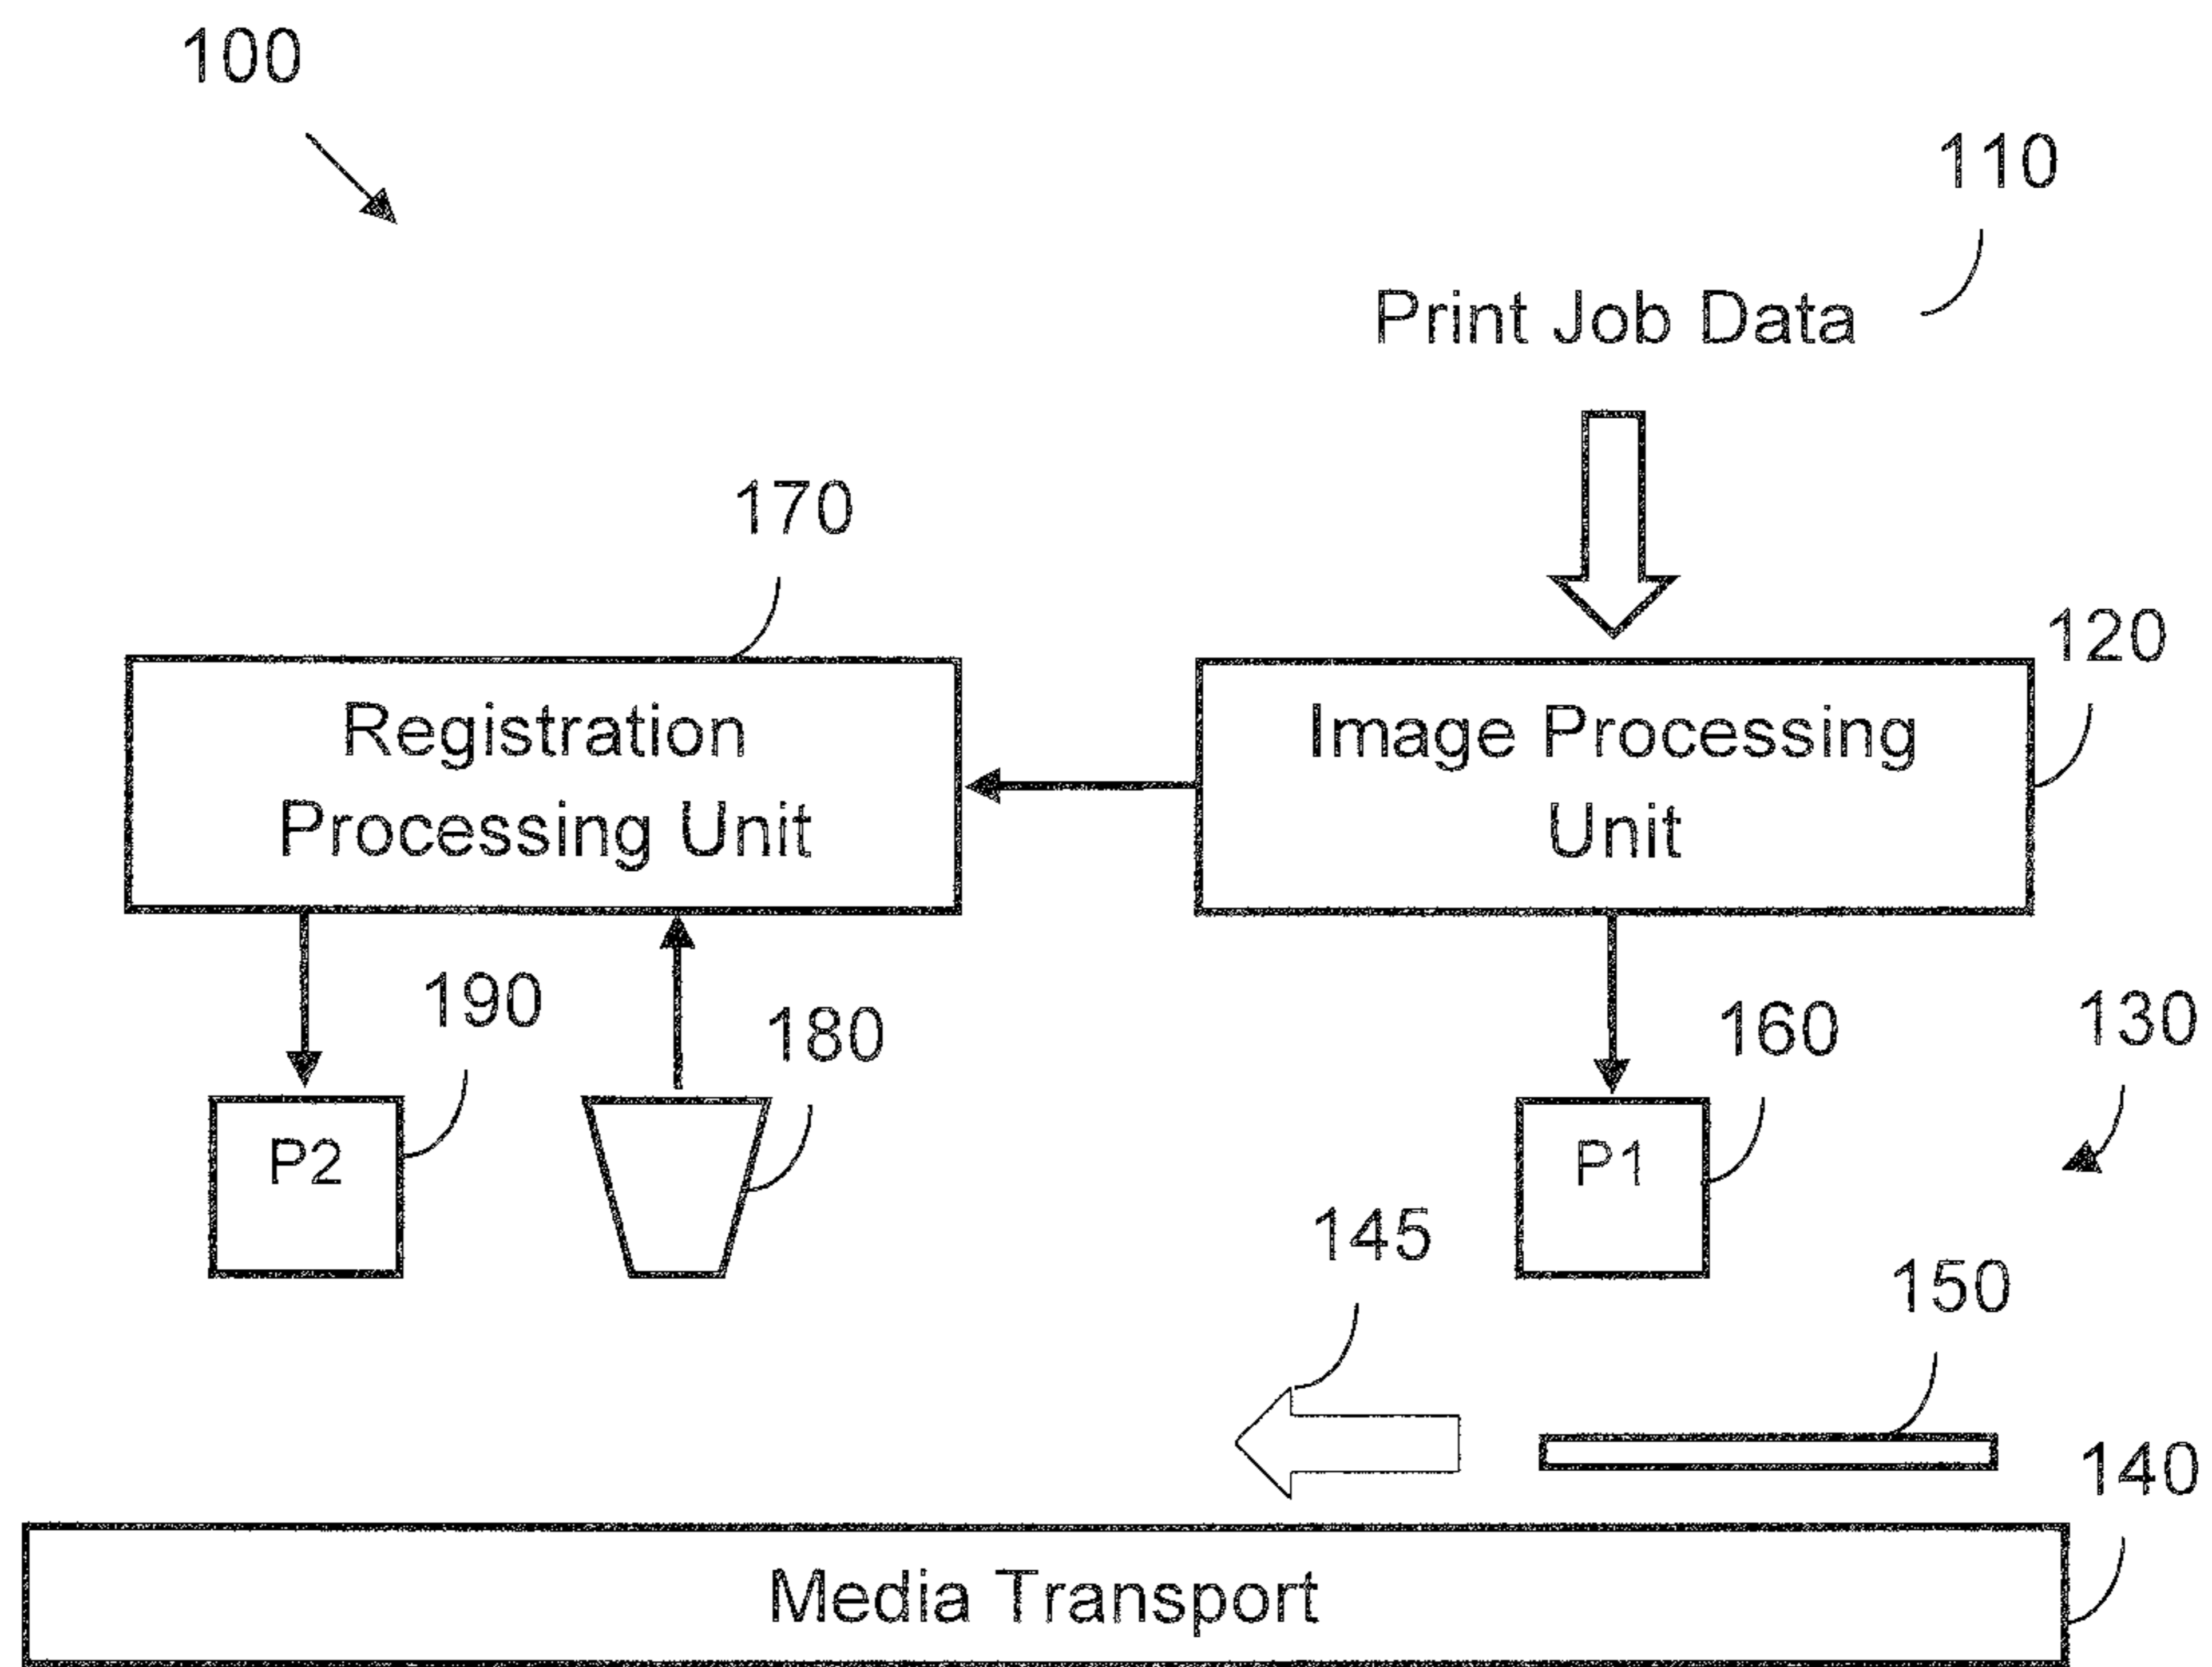 100
110
Print Job Data
170
120
Registration
Processing Unit
Image Processing
Unit
190
180
160
130
P2
P1
145
150
140
Media Transport